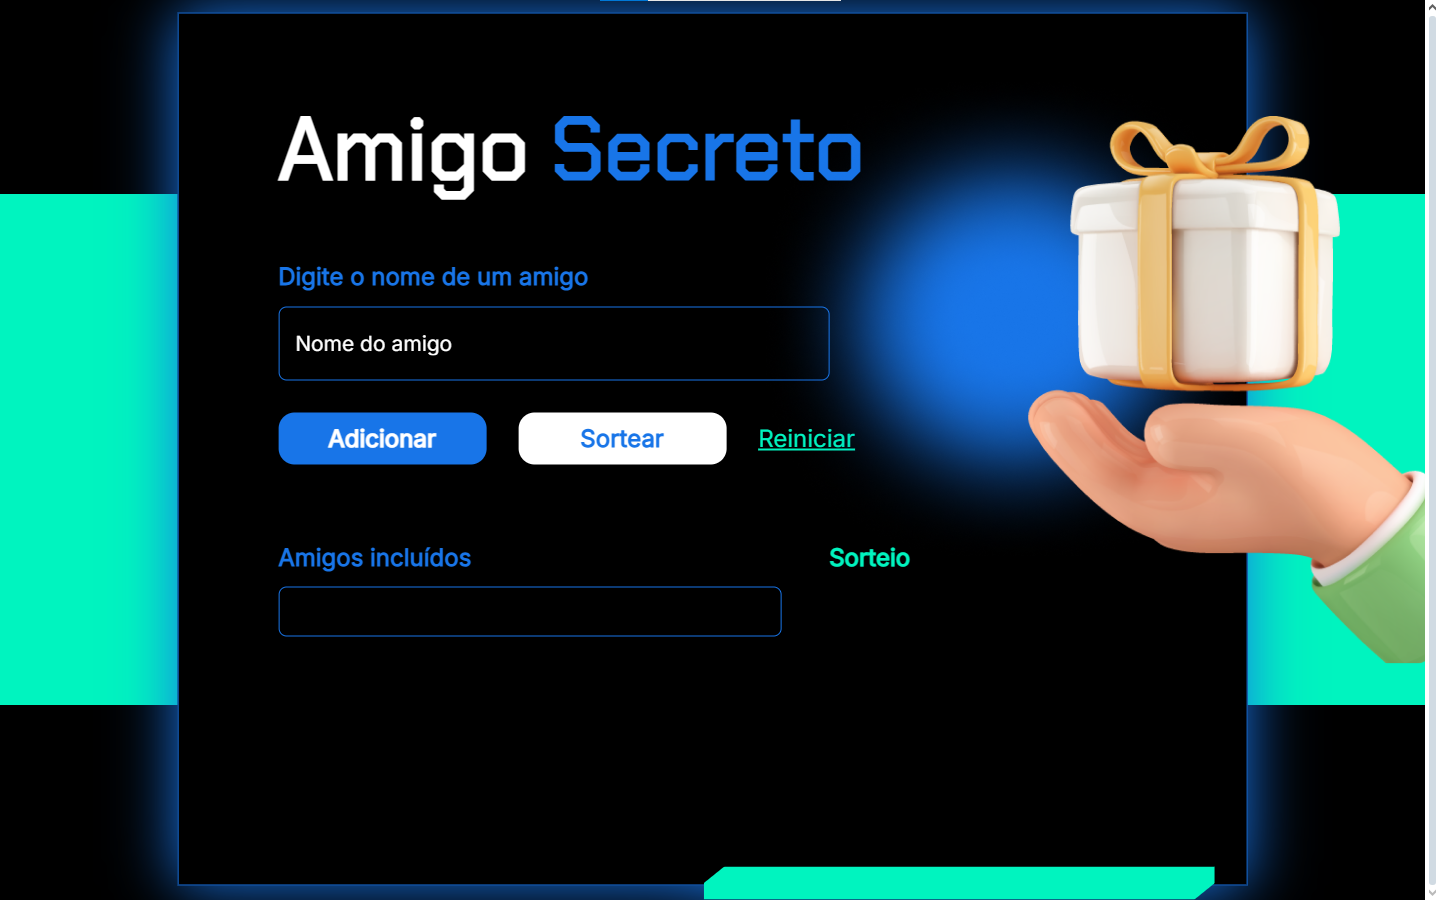 Amigo Secreto
Digite o nome de um amigo
Nome do amigo
Adicionar Sortear Reiniciar
Amigos incluídos Sorteio